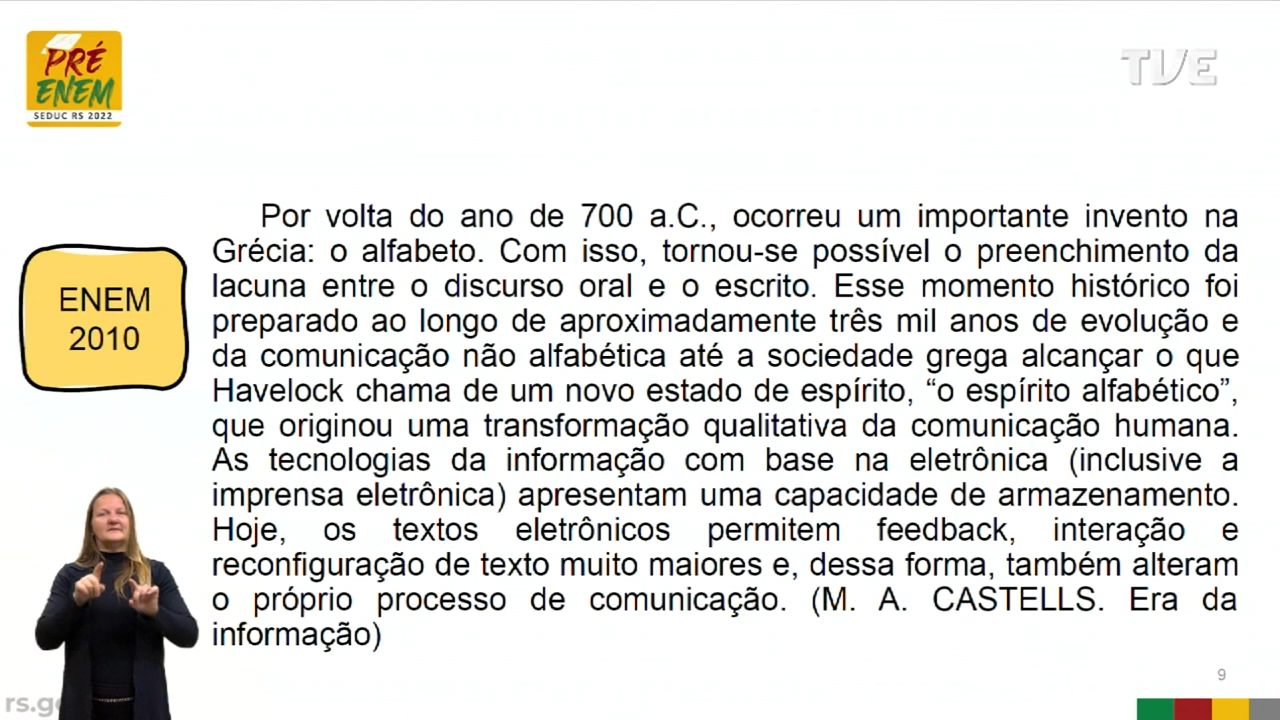 PRÉ
ENEM
SEDUC RS 2022
TVE
ENEM
2010
Por volta do ano de 700 a.C., ocorreu um importante invento na
Grécia: o alfabeto. Com isso, tornou-se possível o preenchimento da
lacuna entre o discurso oral e o escrito. Esse momento histórico foi
preparado ao longo de aproximadamente três mil anos de evolução e
da comunicação não alfabética até a sociedade grega alcançar o que
Havelock chama de um novo estado de espírito, “o espírito alfabético”,
que originou uma transformação qualitativa da comunicação humana.
As tecnologias da informação com base na eletrônica (inclusive a
imprensa eletrônica) apresentam uma capacidade de armazenamento.
Hoje, os textos eletrônicos permitem feedback, interação e
reconfiguração de texto muito maiores e, dessa forma, também alteram
o próprio processo de comunicação. (M. A. CASTELLS. Era da
informação)
9